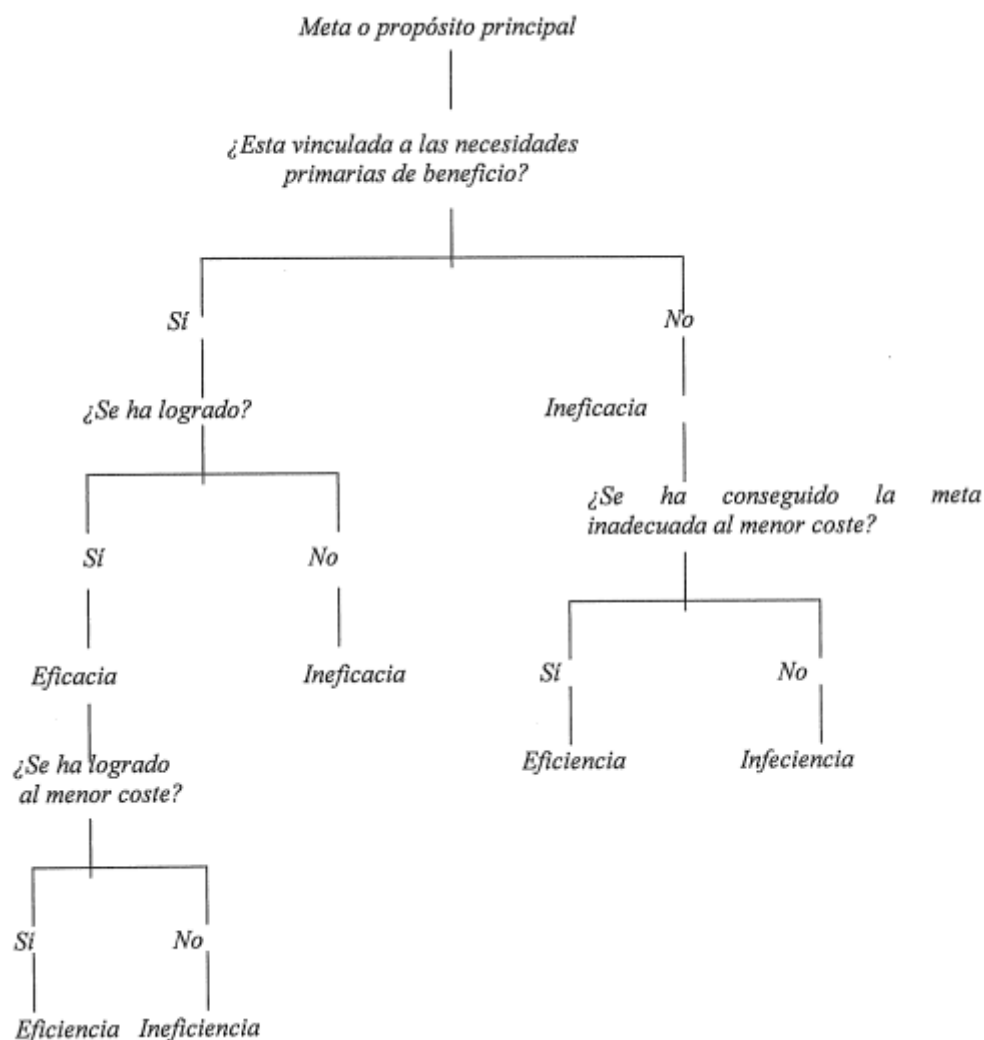 Meta o propósito principal
¿Esta vinculada a las necesidades
primarias de beneficio?
Sí
No
¿Se ha logrado?
Ineficacia
¿Se ha conseguido la meta
inadecuada al menor coste?
Sí
No
Eficacia
Ineficacia
Sí
No
¿Se ha logrado
al menor coste?
Eficiencia
Infeciencia
Sí
No
Eficiencia
Ineficiencia